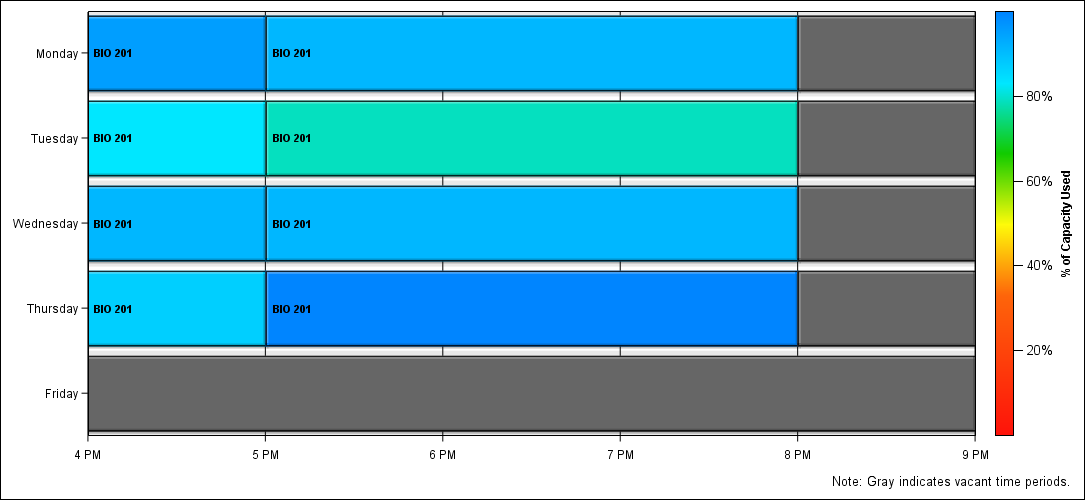 Monday
BIO 201
BIO 201
Tuesday
BIO 201
BIO 201
Wednesday
BIO 201
BIO 201
Thursday
BIO 201
BIO 201
Friday
4 PM
5 PM
6 PM
7 PM
8 PM
9 PM
80%
60%
40%
20%
% of Capacity Used
Note: Gray indicates vacant time periods.